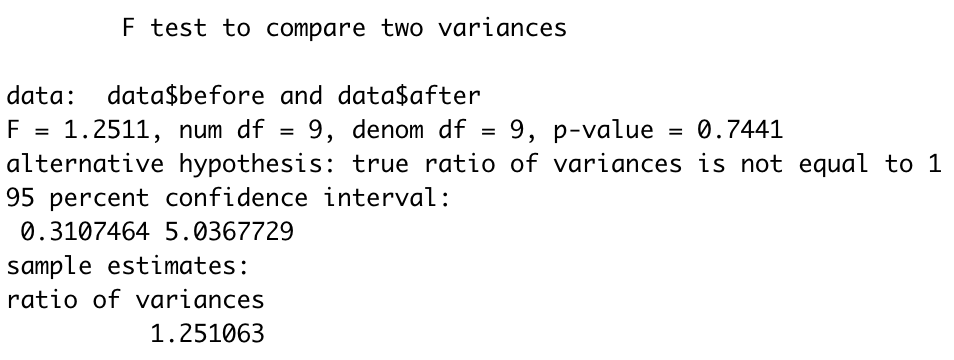 F test to compare two variances
data:  data$before and data$after
F = 1.2511, num df = 9, denom df = 9, p-value = 0.7441
alternative hypothesis: true ratio of variances is not equal to 1
95 percent confidence interval:
 0.3107464 5.0367729
sample estimates:
ratio of variances
          1.251063